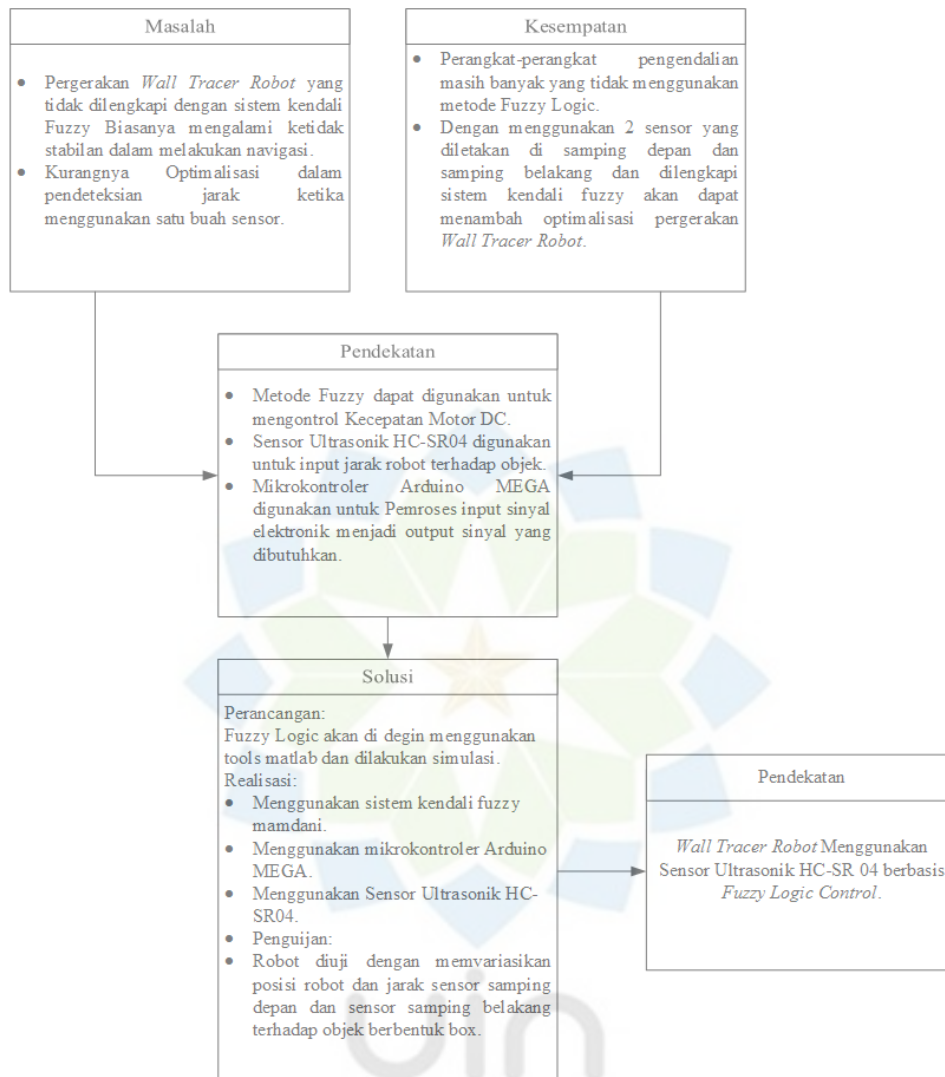 Masalah
• Pergerakan Wall Tracer Robot yang
tidak dilengkapi dengan sistem kendali
Fuzzy Biasanya mengalami ketidak
stabilan dalam melakukan navigasi.
• Kurangnya Optimalisasi dalam
pendeteksian jarak ketika
menggunakan satu buah sensor.
Kesempatan
• Perangkat-perangkat pengendalian
masih banyak yang tidak menggunakan
metode Fuzzy Logic.
• Dengan menggunakan 2 sensor yang
diletakan di samping depan dan
samping belakang dan dilengkapi
sistem kendali fuzzy akan dapat
menambah optimalisasi pergerakan
Wall Tracer Robot.
Pendekatan
• Metode Fuzzy dapat digunakan untuk
mengontrol Kecepatan Motor DC.
• Sensor Ultrasonik HC-SR04 digunakan
untuk input jarak robot terhadap objek.
• Mikrokontroler Arduino MEGA
digunakan untuk Pemroses input sinyal
elektronik menjadi output sinyal yang
dibutuhkan.
Solusi
Perancangan:
Fuzzy Logic akan di degin menggunakan
tools matlab dan dilakukan simulasi.
Realisasi:
• Menggunakan sistem kendali fuzzy
mamdani.
• Menggunakan mikrokontroler Arduino
MEGA.
• Menggunakan Sensor Ultrasonik HC-
SR04.
• Penguijan:
• Robot diuji dengan memvariasikan
posisi robot dan jarak sensor samping
depan dan sensor samping belakang
terhadap objek berbentuk box.
Pendekatan
Wall Tracer Robot Menggunakan
Sensor Ultrasonik HC-SR 04 berbasis
Fuzzy Logic Control.
uin